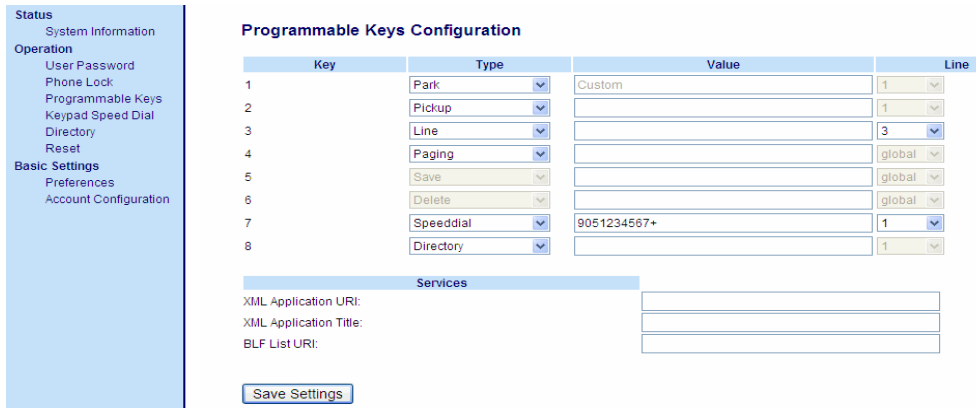 Status
System Information
Operation
User Password
Phone Lock
Programmable Keys
Keypad Speed Dial
Directory
Reset
Basic Settings
Preferences
Account Configuration
Programmable Keys Configuration
Key Type Value Line
1 Park Custom 1
2 Pickup 1
3 Line 3
4 Paging global
5 Save global
6 Delete global
7 Speeddial 9051234567+ 1
8 Directory 1
Services
XML Application URI:
XML Application Title:
BLF List URI:
Save Settings